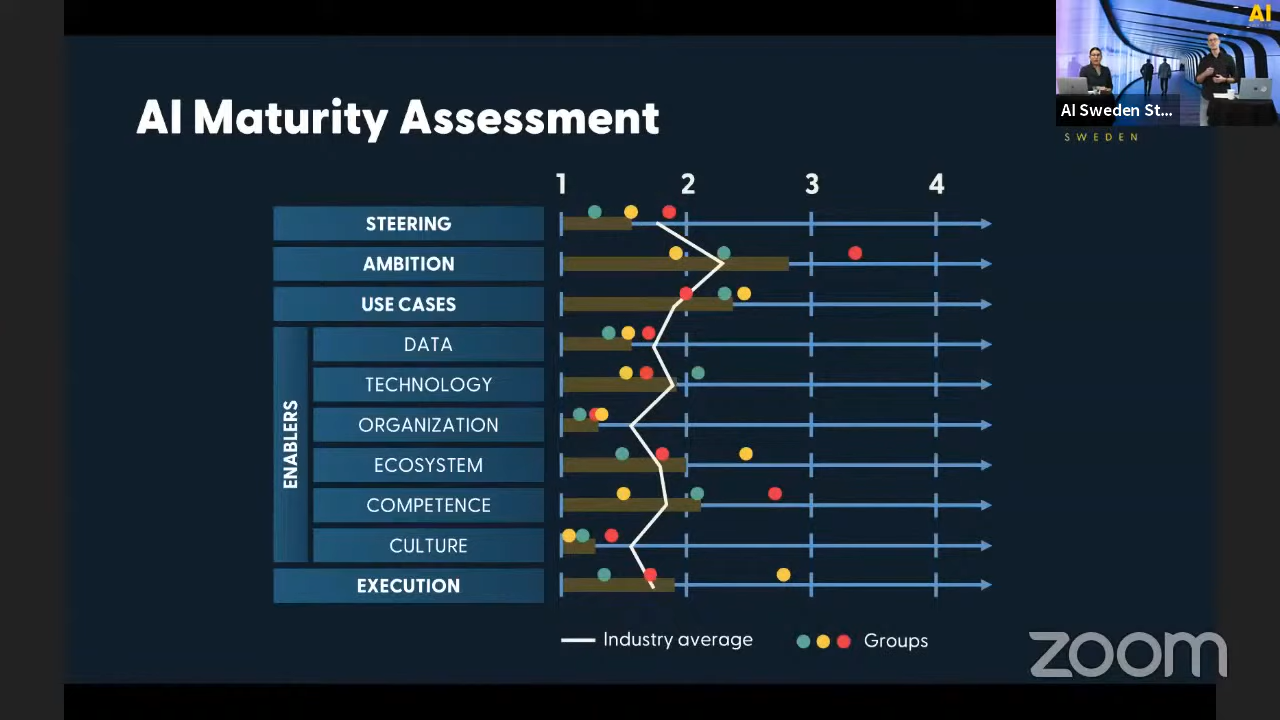 AI
AI Sweden St...
SWEDEN
AI Maturity Assessment
1 2 3 4
STEERING
AMBITION
USE CASES
ENABLERS
DATA
TECHNOLOGY
ORGANIZATION
ECOSYSTEM
COMPETENCE
CULTURE
EXECUTION
Industry average
Groups
zoom